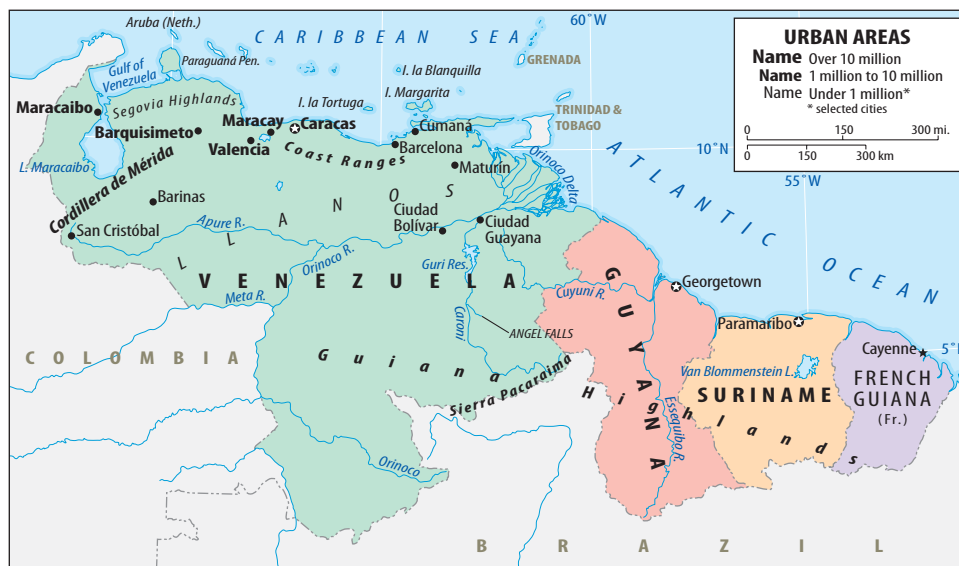 Aruba (Neth.)
CARIBBEAN SEA
60°W
Gulf of
Venezuela
Paraguaná Pen.
I. la Blanquilla
GRENADA
I. la Tortuga
I. Margarita
TRINIDAD &
TOBAGO
URBAN AREAS
Name Over 10 million
Name 1 million to 10 million
Name Under 1 million*
* selected cities
0 150 300 mi.
0 150 300 km
Maracaibo
Segovia Highlands
Barquisimeto
Maracay
Caracas
Cumaná
Valencia
Coast Ranges
Barcelona
10°N
ATLANTIC OCEAN
55°W
L. Maracaibo
Cordillera de Mérida
Maturín
Orinoco Delta
Barinas
LLANOS
San Cristóbal
Apure R.
Ciudad
Bolívar
Ciudad
Guayana
Orinoco R.
Guri Res.
VENEZUELA
Meta R.
Cuyuni R.
GUYANA
Georgetown
Caroni
ANGEL FALLS
Paramaribo
COLOMBIA
Guiana Highlands
Sierra Pacaraima
Van Blommenstein L.
Cayenne
5°
SURINAME
FRENCH
GUIANA
(Fr.)
Essequibo R.
Orinoco
BRAZIL